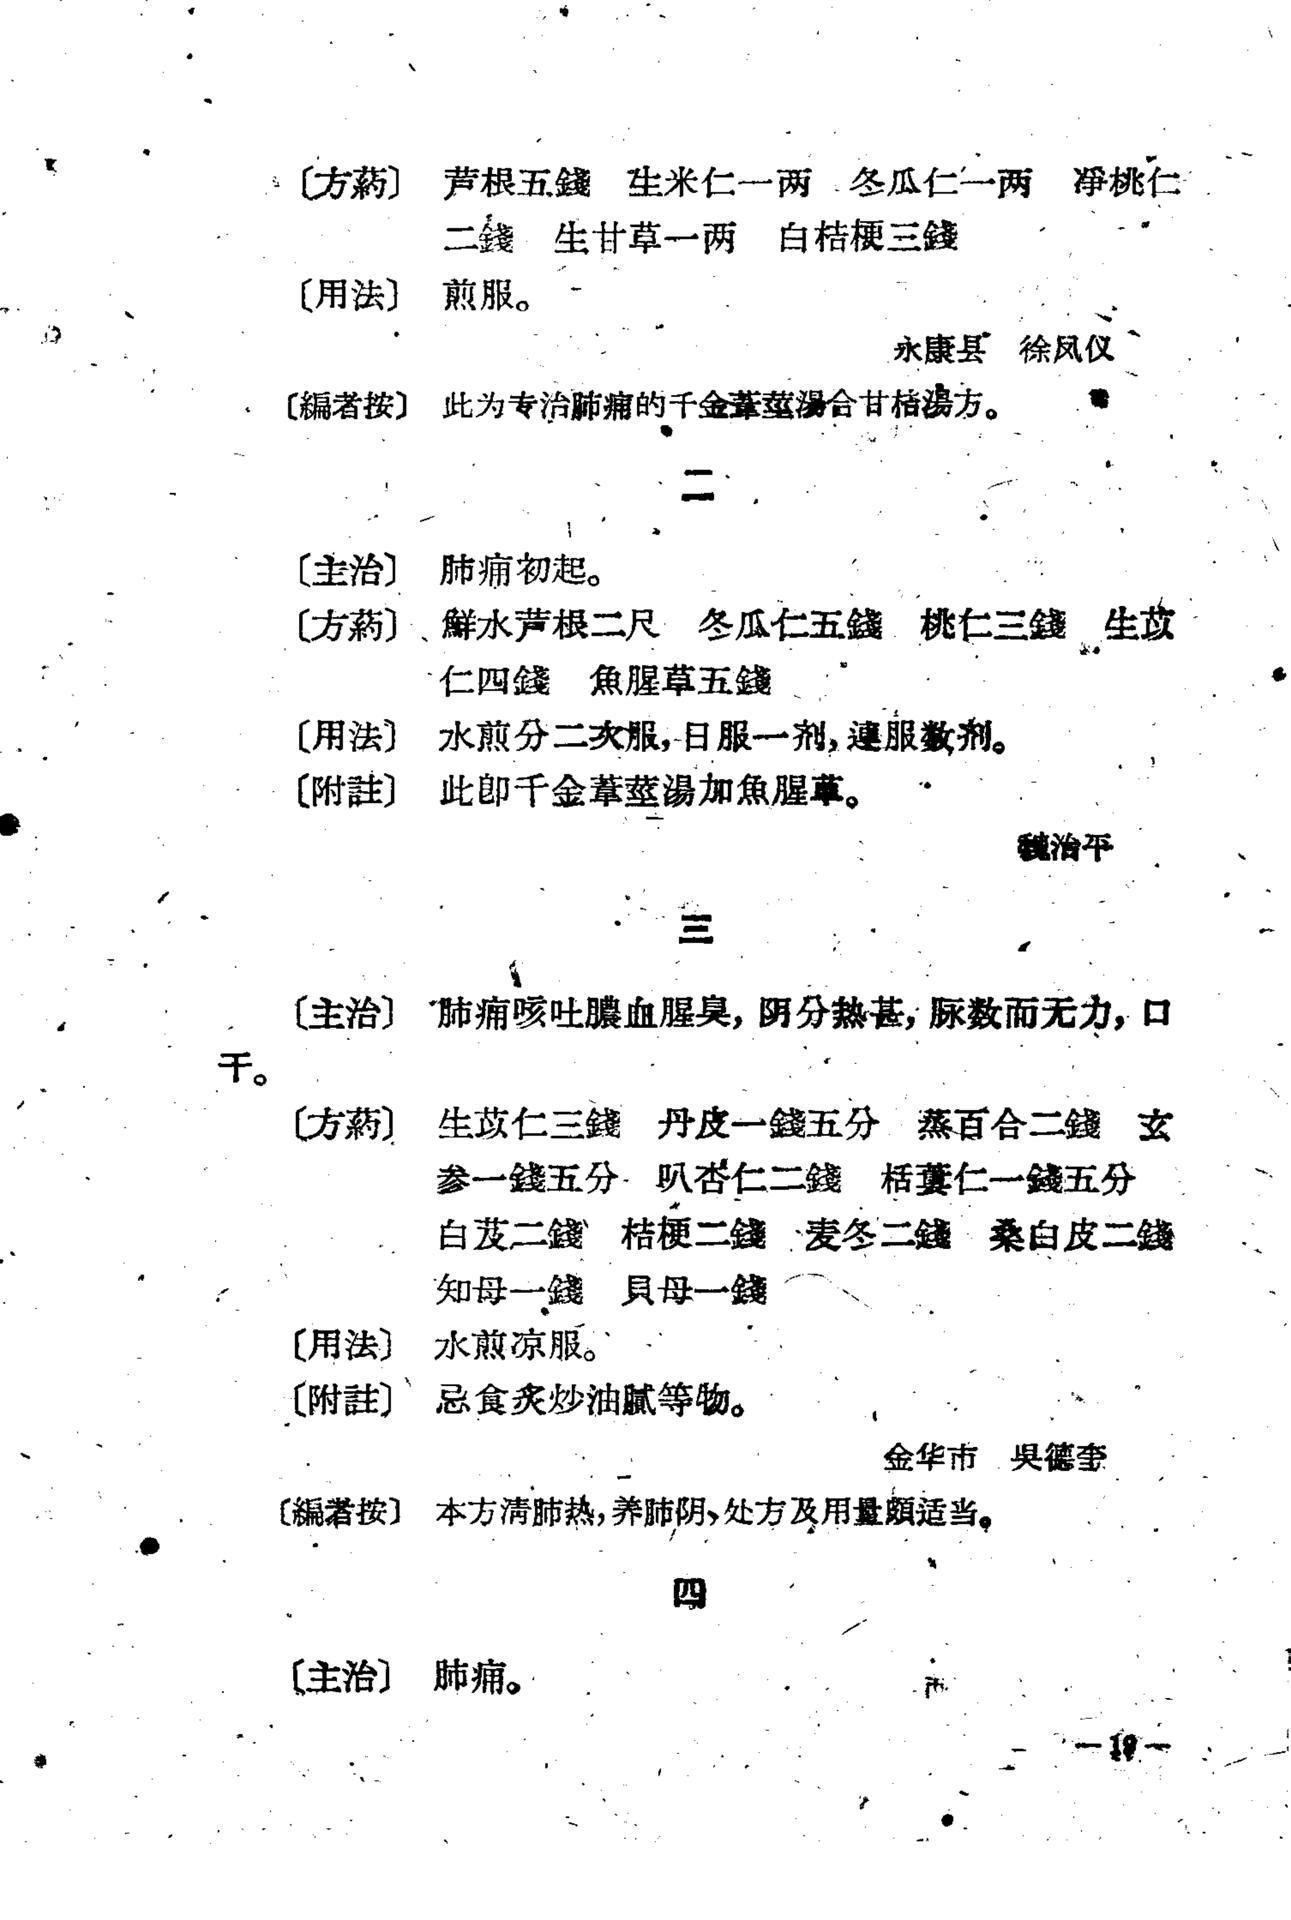 〔方葯〕 芦根五錢 生米仁一两 冬瓜仁一两 凈桃仁
二錢 生甘草一两 白桔梗三錢
〔用法〕 煎服。
永康县 徐凤仪
〔編者按〕 此为专治肺痈的千金葦莖湯合甘桔湯方。
二
〔主治〕 肺痈初起。
〔方葯〕 鮮水芦根二尺 冬瓜仁五錢 桃仁三錢 生苡
仁四錢 魚腥草五錢
〔用法〕 水煎分二次服，日服一剂，連服数剂。
〔附註〕 此卽千金葦莖湯加魚腥草。
魏治平
三
〔主治〕 肺痈咳吐膿血腥臭，阴分热甚，脉数而无力，口
干。
〔方葯〕 生苡仁三錢 丹皮一錢五分 蒸百合二錢 玄
参一錢五分 叭杏仁二錢 栝蔞仁一錢五分
白芨二錢 桔梗二錢 麦冬二錢 桑白皮二錢
知母一錢 貝母一錢
〔用法〕 水煎凉服。
〔附註〕 忌食炙炒油膩等物。
金华市 吳德奎
〔編者按〕 本方淸肺热，养肺阴、处方及用量頗适当。
四
〔主治〕 肺痈。
— 19 —